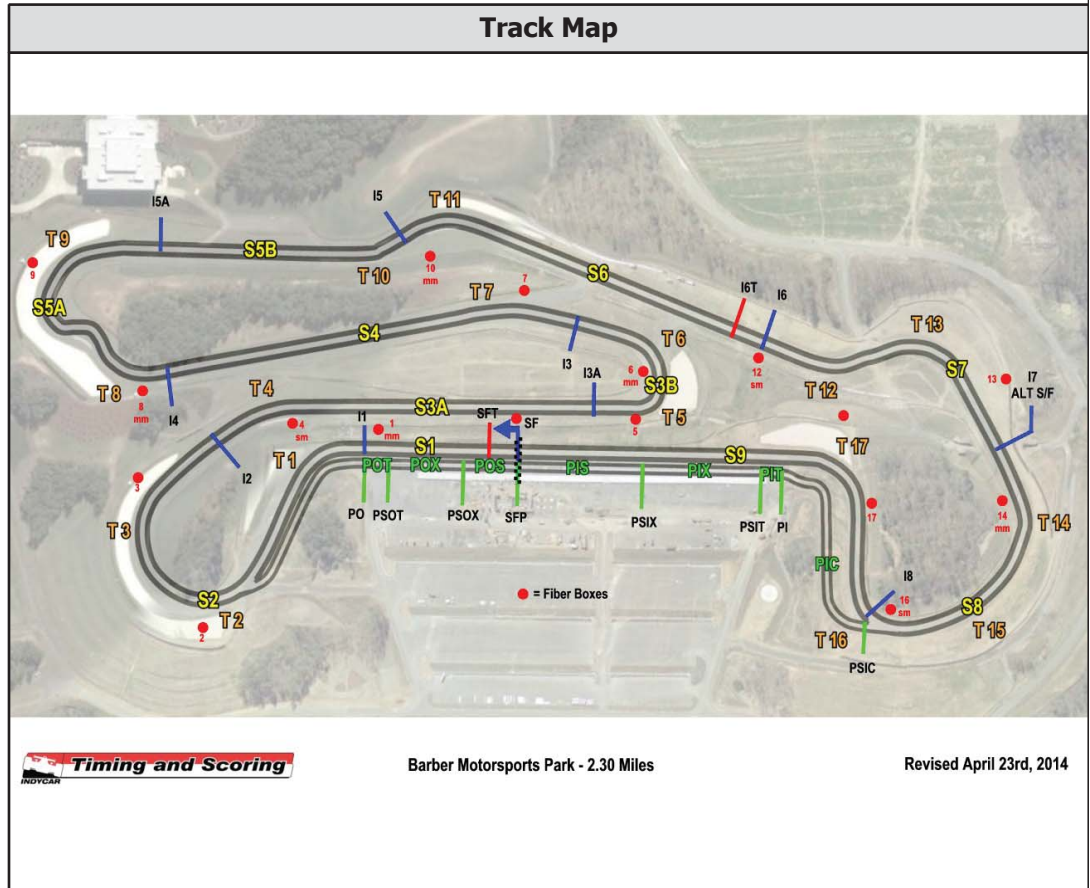 Track Map
I5A
I5
T 11
T 9
S5B
T 10
10
mm
7
T 7
S6
I6T
I6
9
S5A
T 13
S4
T 6
I3
12
sm
S7
13
I7
ALT S/F
T 8
8
mm
I4
T 4
6
mm
S3B
I3A
T 12
S3A
SFT
SF
T 5
5
T 17
4
sm
I1
1
mm
T 1
S1
S9
I2
POT
POX
POS
PIS
PIX
PIT
3
PO
PSOT
PSOX
SFP
PSIX
PSIT
PI
17
14
mm
T 14
T 3
PIC
I8
S2
T 2
2
= Fiber Boxes
16
sm
S8
T 15
T 16
PSIC
INDYCAR
Timing and Scoring
Barber Motorsports Park - 2.30 Miles
Revised April 23rd, 2014